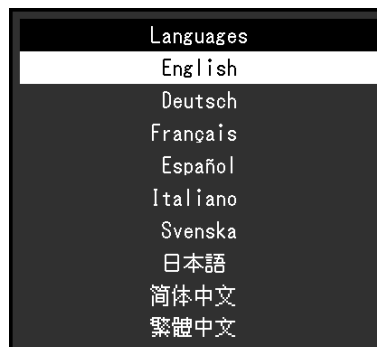 Languages
English
Deutsch
Français
Español
Italiano
Svenska
日本語
简体中文
繁體中文